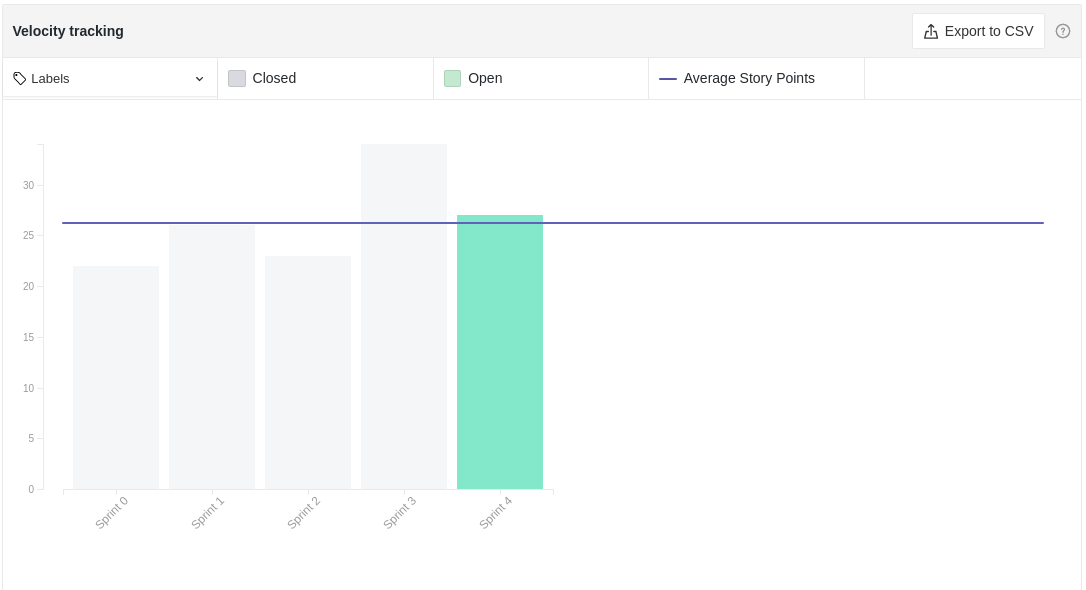 Velocity tracking
Export to CSV
?
Labels
Closed
Open
Average Story Points
30
25
20
15
10
5
0
Sprint 0
Sprint 1
Sprint 2
Sprint 3
Sprint 4